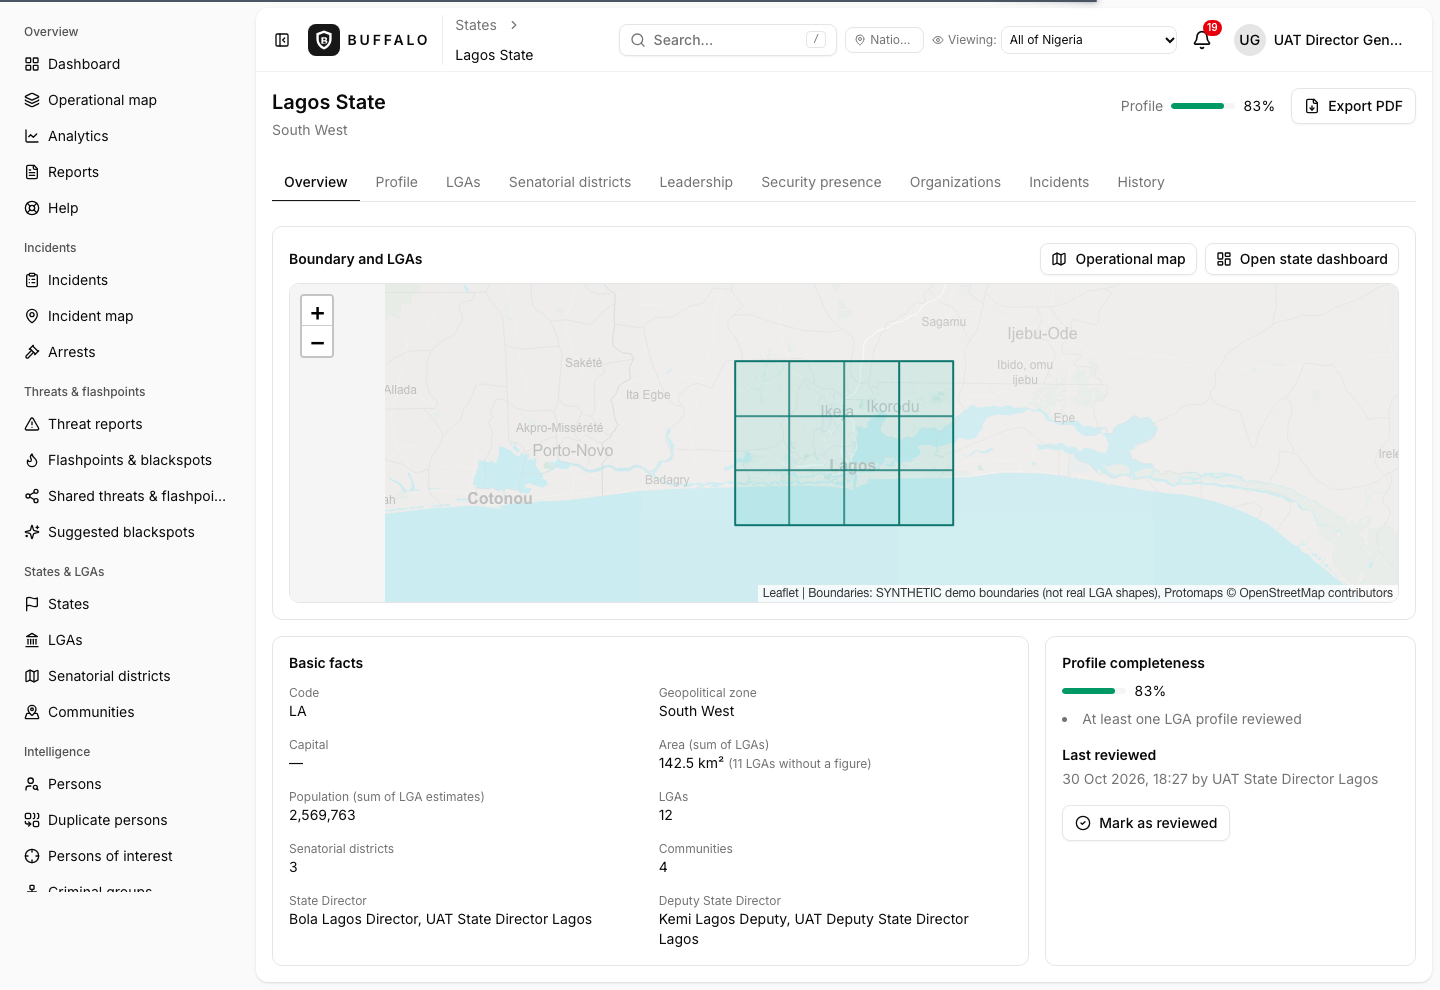 Overview
Dashboard
Operational map
Analytics
Reports
Help
Incidents
Incidents
Incident map
Arrests
Threats & flashpoints
Threat reports
Flashpoints & blackspots
Shared threats & flashpoi...
Suggested blackspots
States & LGAs
States
LGAs
Senatorial districts
Communities
Intelligence
Persons
Duplicate persons
Persons of interest
Criminal groups
BUFFALO
States
Lagos State
Search...
/
Natio...
Viewing:
All of Nigeria
19
UG
UAT Director Gen...
Lagos State
South West
Profile
83%
Export PDF
Overview
Profile
LGAs
Senatorial districts
Leadership
Security presence
Organizations
Incidents
History
Boundary and LGAs
Operational map
Open state dashboard
+
−
Sagamu
Ijebu-Ode
Sakété
Ibido, omu
ijebu
Allada
Ita Egbe
Ikeja
Ikorodu
Epe
Akpro-Missérété
Porto-Novo
Irele
Lagos
Badagry
Cotonou
ah
Leaflet | Boundaries: SYNTHETIC demo boundaries (not real LGA shapes), Protomaps © OpenStreetMap contributors
Basic facts
Code
LA
Geopolitical zone
South West
Capital
—
Area (sum of LGAs)
142.5 km² (11 LGAs without a figure)
Population (sum of LGA estimates)
2,569,763
LGAs
12
Senatorial districts
3
Communities
4
State Director
Bola Lagos Director, UAT State Director Lagos
Deputy State Director
Kemi Lagos Deputy, UAT Deputy State Director
Lagos
Profile completeness
83%
At least one LGA profile reviewed
Last reviewed
30 Oct 2026, 18:27 by UAT State Director Lagos
Mark as reviewed